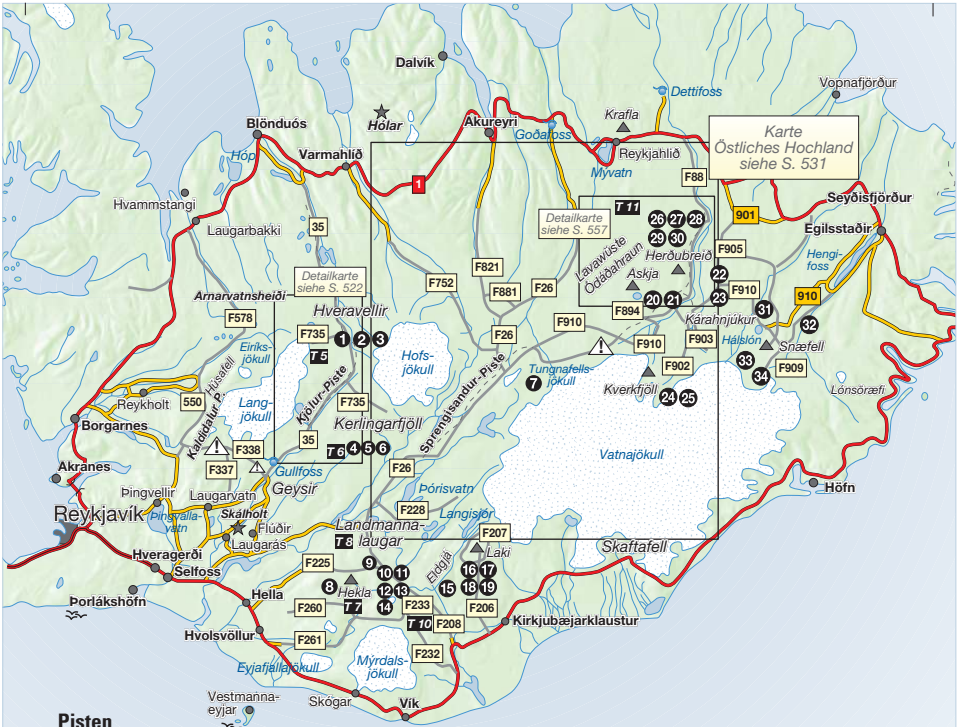 Dalvík
Dettifoss
Vopnafjörður
Krafla
Hólar
Akureyri
Goðafoss
Blönduós
Karte
Östliches Hochland
siehe S. 531
Hóp
Varmahlíð
Reykjahlíð
Mývatn
1
F88
Hvammstangi
Seyðisfjörður
T 11
Detailkarte
siehe S. 557
26 27 28
901
Laugarbakki
35
29 30
Egilsstaðir
Lavawüste
Ódáðahraun
F905
Hengi-
foss
Herðubreið
F821
Detailkarte
siehe S. 522
F752
F881
F26
Askja
22
F910
910
Arnarvatnsheiði
20 21
23
Hveravellir
F894
31
F578
Kárahnjúkur
32
F910
F735
1 2 3
F26
Eiríks-
jökull
T 5
Hofs-
jökull
F910
F903
Hálslón
Snæfell
33
F902
F909
34
Tungnafells-
jökull
7
Kverkfjöll
Lónsöræfi
Húsafell
Kaldidalur-P.
Kjölur-Piste
Sprengisandur-Piste
Reykholt
550
Lang-
jökull
F735
24 25
Borgarnes
Kerlingarfjöll
35
F338
T 6
4 5 6
Vatnajökull
F337
Gullfoss
F26
Akranes
Geysir
Þórisvatn
Höfn
Þingvellir
Laugarvatn
F228
Langisjór
Reykjavík
Þingvalla-
vatn
Skálholt
Flúðir
Landmanna-
laugar
F207
Laugarás
T 8
Laki
Skaftafell
Hveragerði
Eldgjá
F225
9
Selfoss
10 11
16 17
8
Hekla
12 13
15
18 19
Þorlákshöfn
Hella
F260
T 7
14
F233
F206
T 10
F208
Kirkjubæjarklaustur
Hvolsvöllur
F261
F232
Eyjafjallajökull
Mýrdals-
jökull
Vestmanna-
eyjar
Skógar
Vík
Pisten